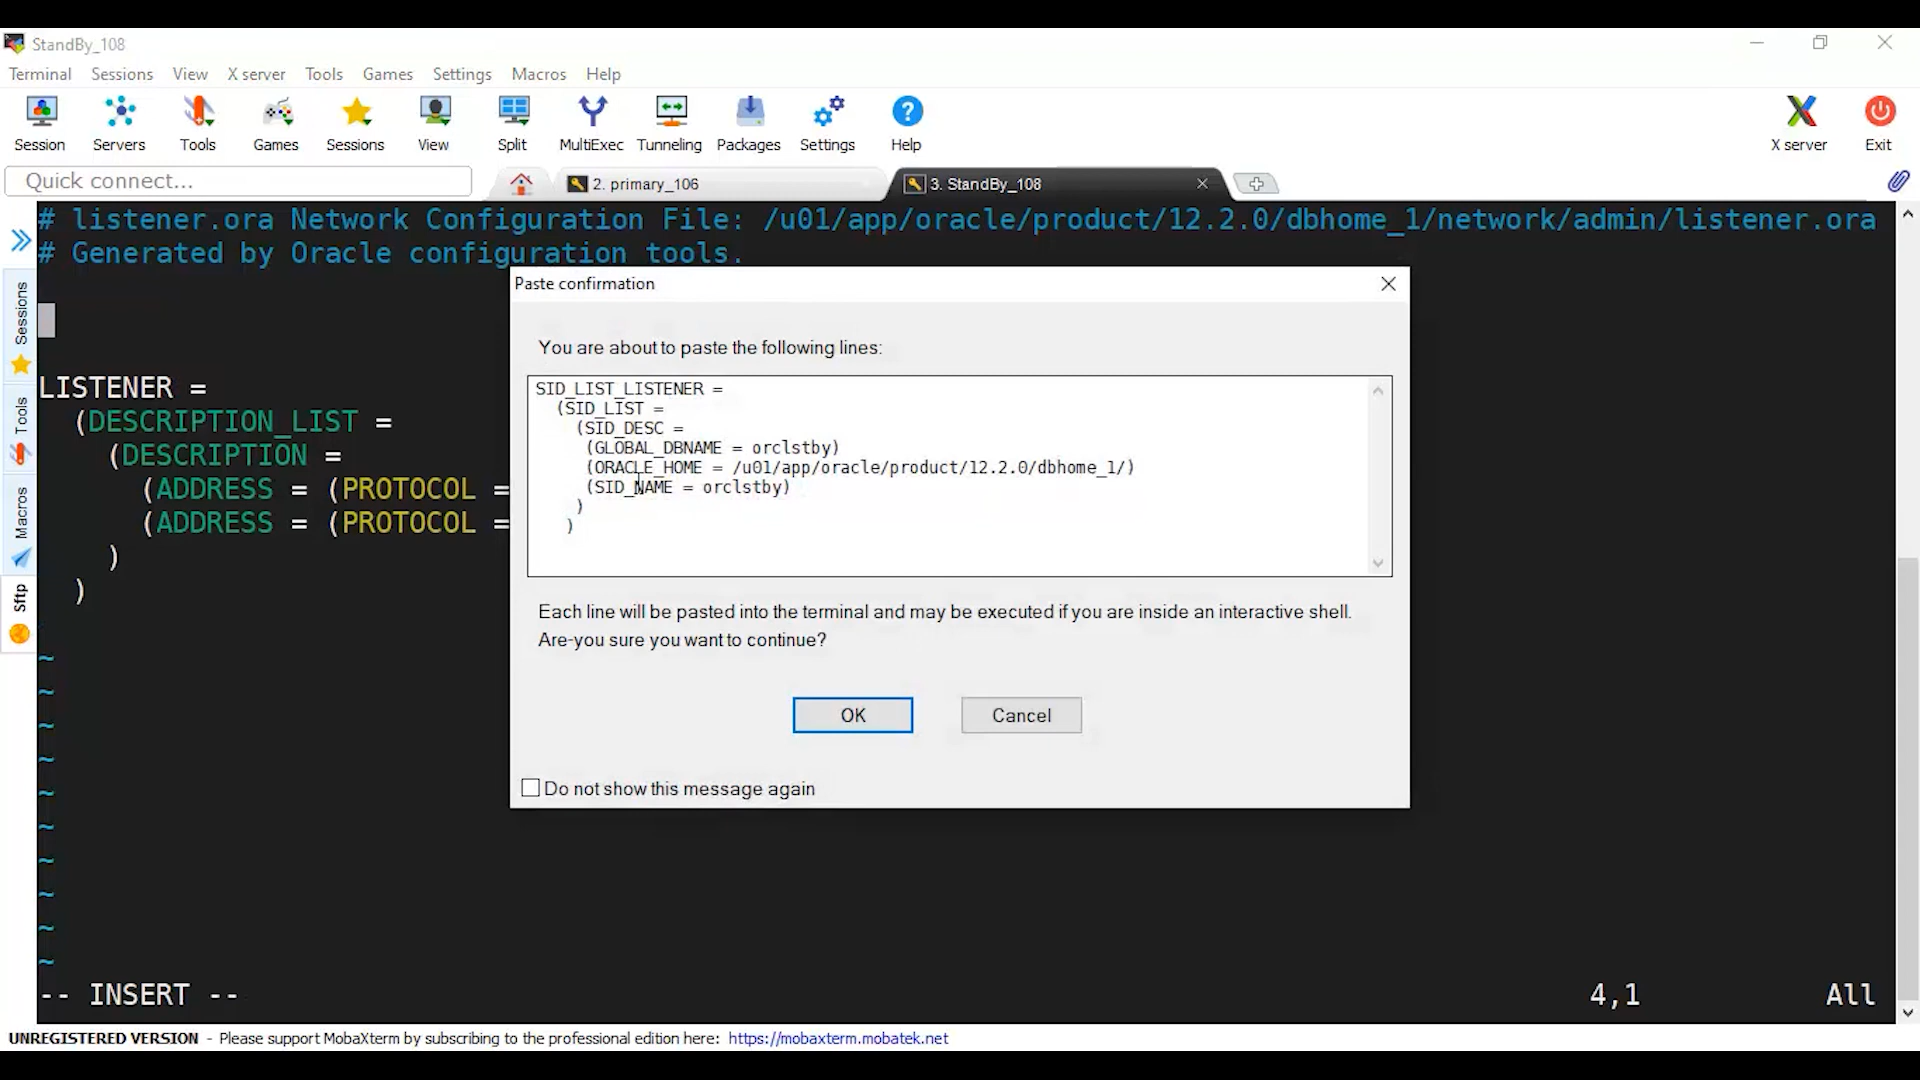 StandBy_108
Terminal Sessions View X server Tools Games Settings Macros Help
Session Servers Tools Games Sessions View Split MultiExec Tunneling Packages Settings Help X server Exit
Quick connect...
2. primary_106
3. StandBy_108
Sessions
Tools
Macros
Sftp
# listener.ora Network Configuration File: /u01/app/oracle/product/12.2.0/dbhome_1/network/admin/listener.ora
# Generated by Oracle configuration tools.
LISTENER =
(DESCRIPTION_LIST =
(DESCRIPTION =
(ADDRESS = (PROTOCOL =
(ADDRESS = (PROTOCOL =
)
)
~
~
~
~
~
~
~
~
~
~
-- INSERT -- 4,1 All
Paste confirmation
You are about to paste the following lines:
SID_LIST_LISTENER =
(SID_LIST =
(SID_DESC =
(GLOBAL_DBNAME = orclstby)
(ORACLE_HOME = /u01/app/oracle/product/12.2.0/dbhome_1/)
(SID_NAME = orclstby)
)
)
Each line will be pasted into the terminal and may be executed if you are inside an interactive shell.
Are-you sure you want to continue?
OK Cancel
Do not show this message again
UNREGISTERED VERSION - Please support MobaXterm by subscribing to the professional edition here: https://mobaxterm.mobatek.net